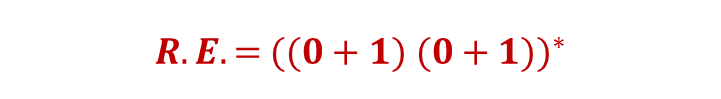 R. E. = ((0 + 1) (0 + 1))*